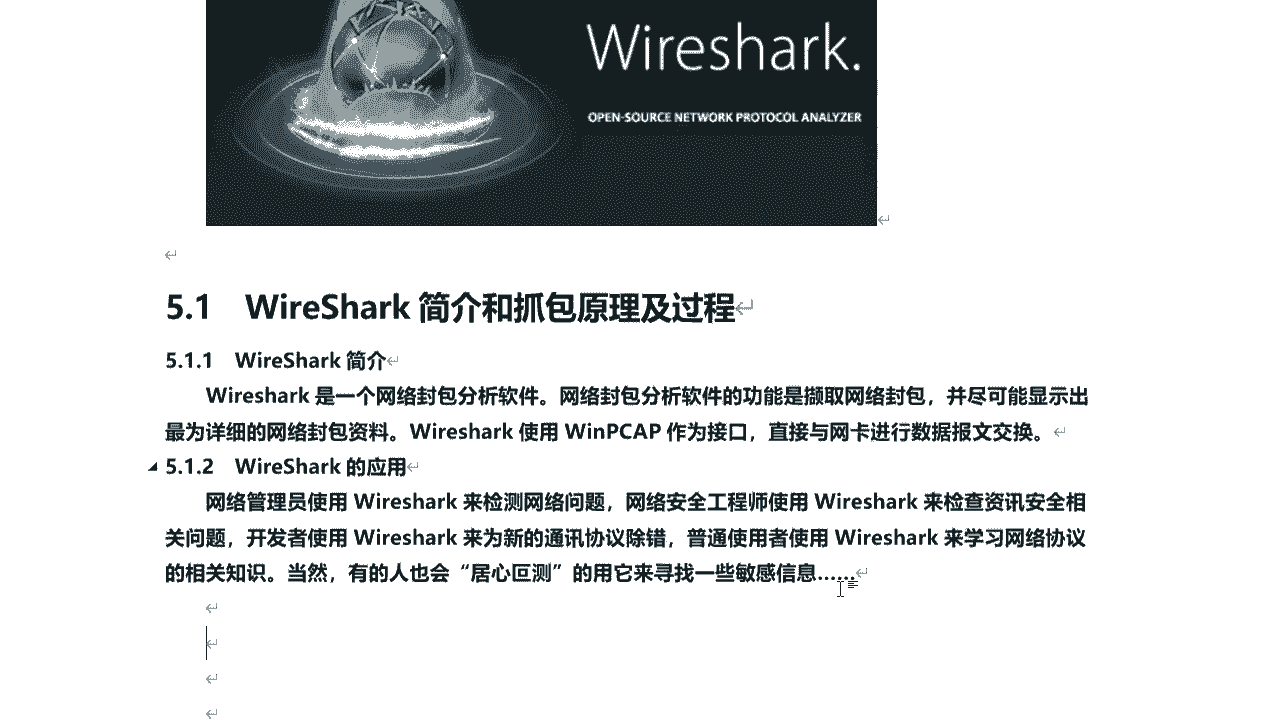 Wireshark.
OPEN-SOURCE NETWORK PROTOCOL ANALYZER
5.1 WireShark 简介和抓包原理及过程
5.1.1 WireShark 简介
Wireshark 是一个网络封包分析软件。网络封包分析软件的功能是撷取网络封包，并尽可能显示出
最为详细的网络封包资料。Wireshark 使用 WinPCAP 作为接口，直接与网卡进行数据报文交换。
5.1.2 WireShark 的应用
网络管理员使用 Wireshark 来检测网络问题，网络安全工程师使用 Wireshark 来检查资讯安全相
关问题，开发者使用 Wireshark 来为新的通讯协议除错，普通使用者使用 Wireshark 来学习网络协议
的相关知识。当然，有的人也会“居心叵测”的用它来寻找一些敏感信息……